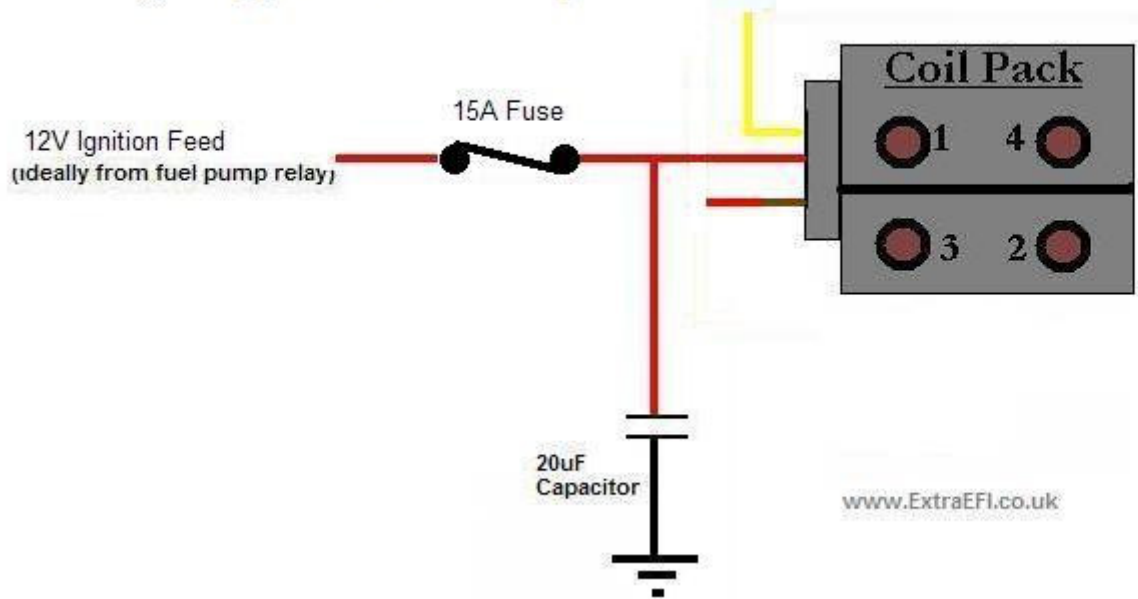 Coil Pack
15A Fuse
12V Ignition Feed
(ideally from fuel pump relay)
1 4
3 2
20uF
Capacitor
www.ExtraEFI.co.uk